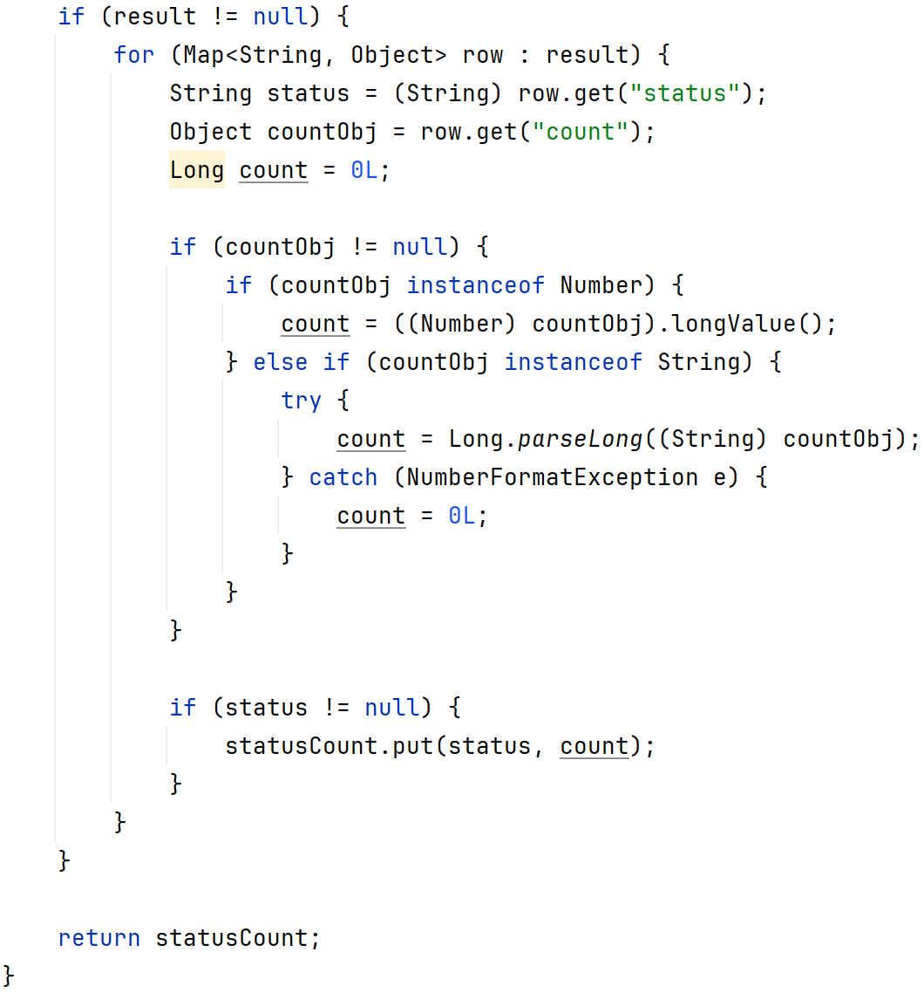 if (result != null) {
for (Map<String, Object> row : result) {
String status = (String) row.get("status");
Object countObj = row.get("count");
Long count = 0L;
if (countObj != null) {
if (countObj instanceof Number) {
count = ((Number) countObj).longValue();
} else if (countObj instanceof String) {
try {
count = Long.parseLong((String) countObj);
} catch (NumberFormatException e) {
count = 0L;
}
}
}
if (status != null) {
statusCount.put(status, count);
}
}
}
return statusCount;
}